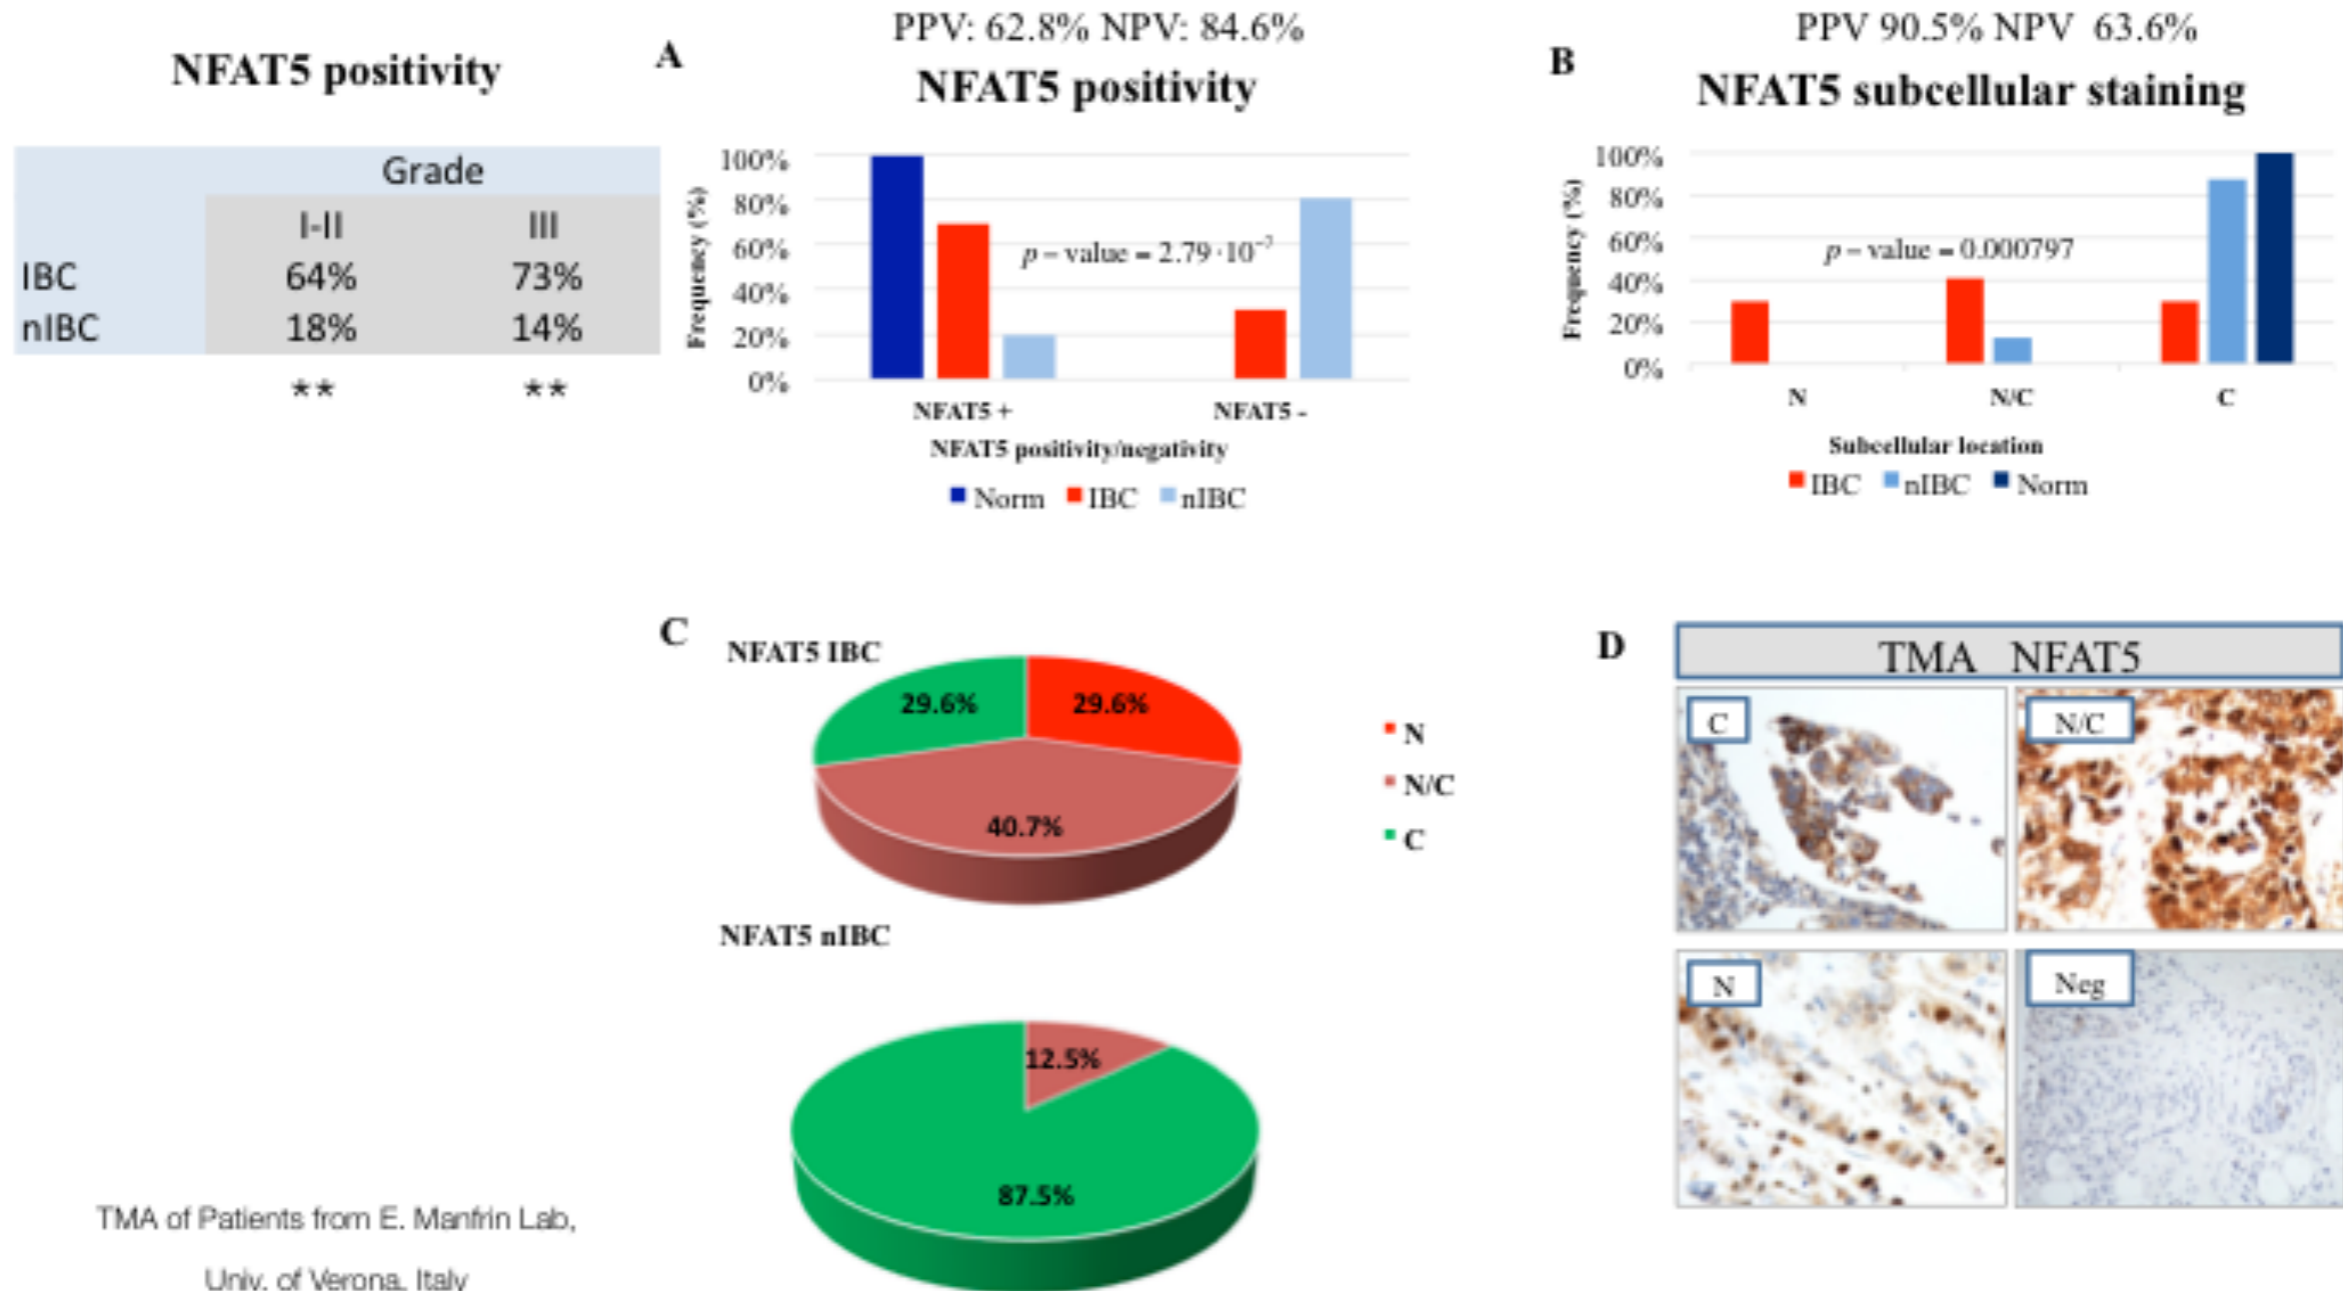 NFAT5 positivity
Grade
I-II III
IBC 64% 73%
nIBC 18% 14%
** **
A
PPV: 62.8% NPV: 84.6%
NFAT5 positivity
Frequency (%)
100%
80%
60%
40%
20%
0%
p – value = 2.79·10⁻⁷
NFAT5 + NFAT5 -
NFAT5 positivity/negativity
Norm IBC nIBC
B
PPV 90.5% NPV 63.6%
NFAT5 subcellular staining
Frequency (%)
100%
80%
60%
40%
20%
0%
p – value = 0.000797
N N/C C
Subcellular location
IBC nIBC Norm
C
NFAT5 IBC
29.6% 29.6%
40.7%
N
N/C
C
NFAT5 nIBC
12.5%
87.5%
D
TMA NFAT5
C N/C
N Neg
TMA of Patients from E. Manfrin Lab,
Univ. of Verona, Italy